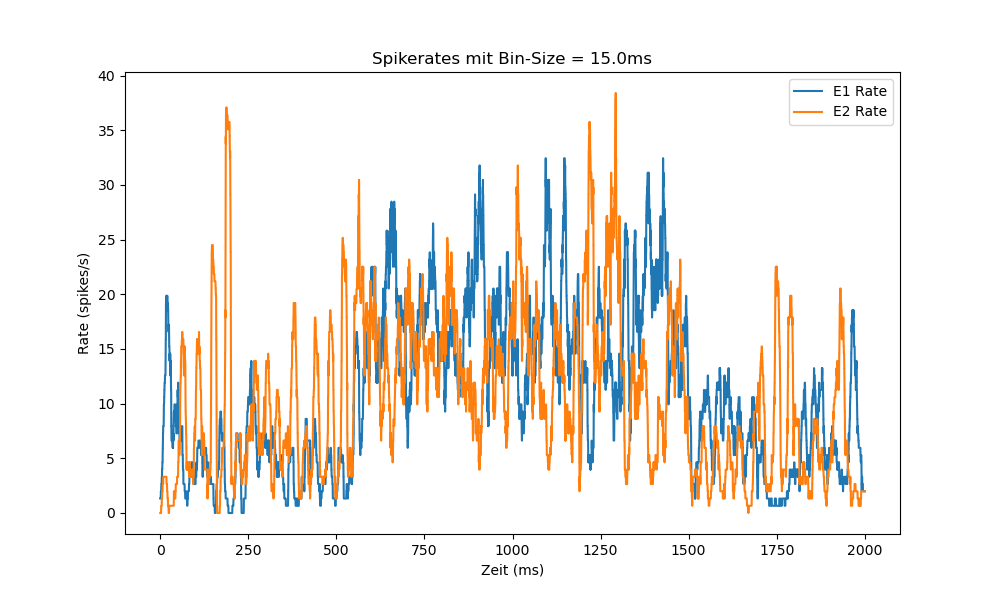 Spikerates mit Bin-Size = 15.0ms
E1 Rate
E2 Rate
Rate (spikes/s)
40
35
30
25
20
15
10
5
0
0 250 500 750 1000 1250 1500 1750 2000
Zeit (ms)